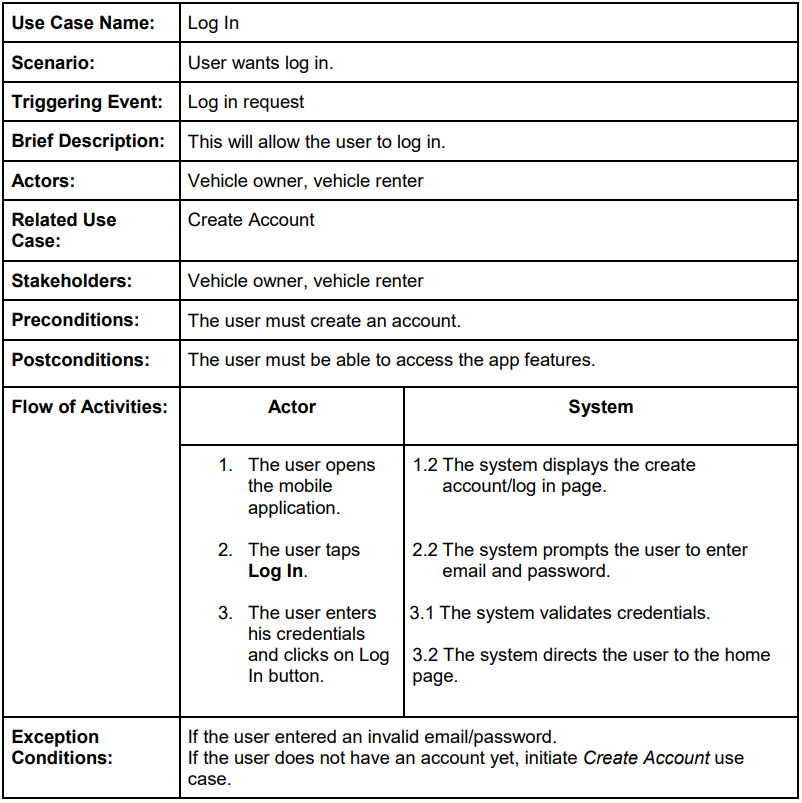 Use Case Name: Log In
Scenario: User wants log in.
Triggering Event: Log in request
Brief Description: This will allow the user to log in.
Actors: Vehicle owner, vehicle renter
Related Use
Case:
Create Account
Stakeholders: Vehicle owner, vehicle renter
Preconditions: The user must create an account.
Postconditions: The user must be able to access the app features.
Flow of Activities:
Actor
System
1. The user opens
the mobile
application.
1.2 The system displays the create
account/log in page.
2. The user taps
Log In.
2.2 The system prompts the user to enter
email and password.
3. The user enters
his credentials
and clicks on Log
In button.
3.1 The system validates credentials.
3.2 The system directs the user to the home
page.
Exception
Conditions:
If the user entered an invalid email/password.
If the user does not have an account yet, initiate Create Account use
case.